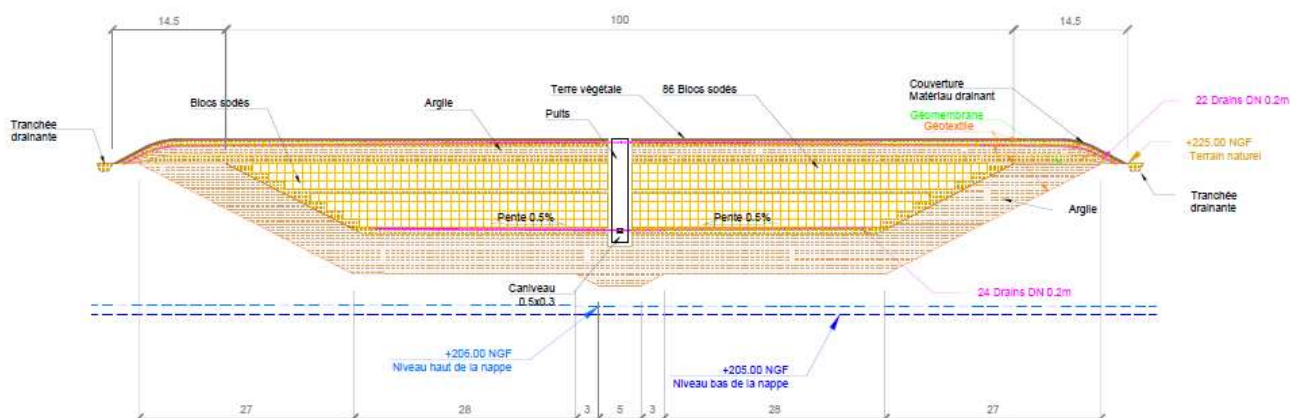 14.5
100
14.5
Blocs sodés
Argile
Terre végétale
Puits
86 Blocs sodés
Couverture
Matériau drainant
Géomembrane
Géotextile
22 Drains DN 0.2m
Tranchée
drainante
+225.00 NGF
Terrain naturel
Pente 0.5%
Pente 0.5%
Argile
Tranchée
drainante
Caniveau
0.5x0.3
24 Drains DN 0.2m
+206.00 NGF
Niveau haut de la nappe
+205.00 NGF
Niveau bas de la nappe
27
28
3
5
3
28
27